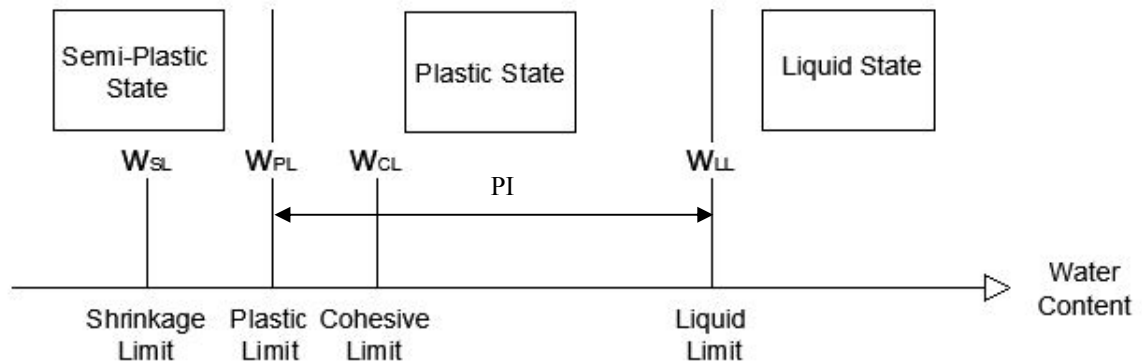 Semi-Plastic
State
Plastic State
Liquid State
WSL
WPL
WCL
WLL
PI
Shrinkage
Limit
Plastic
Limit
Cohesive
Limit
Liquid
Limit
Water
Content